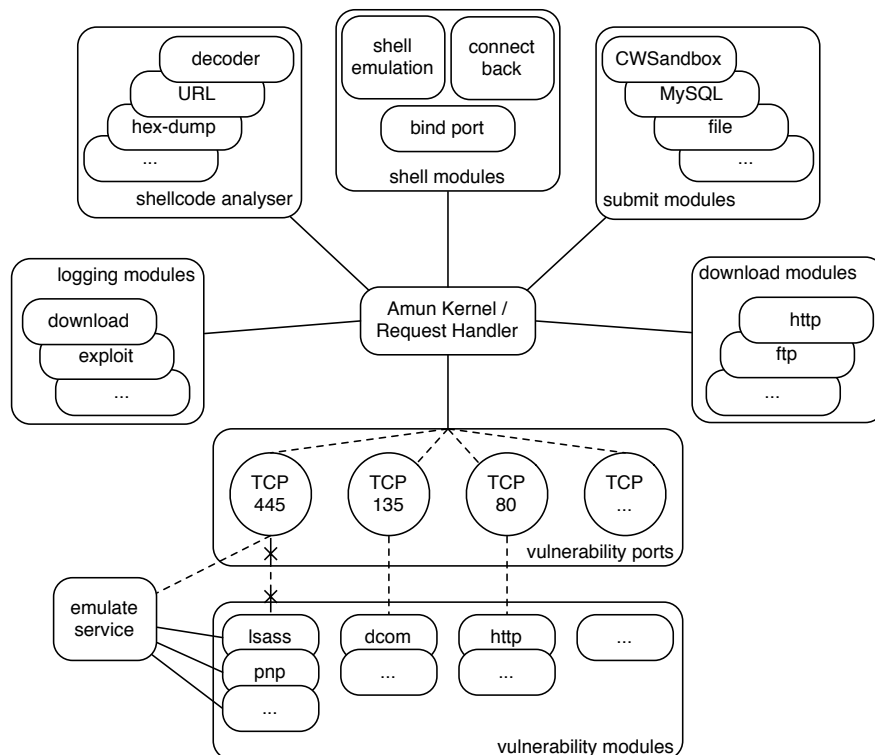 decoder
URL
hex-dump
...
shellcode analyser
shell
emulation
connect
back
bind port
shell modules
CWSandbox
MySQL
file
...
submit modules
logging modules
download
exploit
...
Amun Kernel /
Request Handler
download modules
http
ftp
...
TCP
445
TCP
135
TCP
80
TCP
...
vulnerability ports
emulate
service
lsass
pnp
...
dcom
...
http
...
...
vulnerability modules